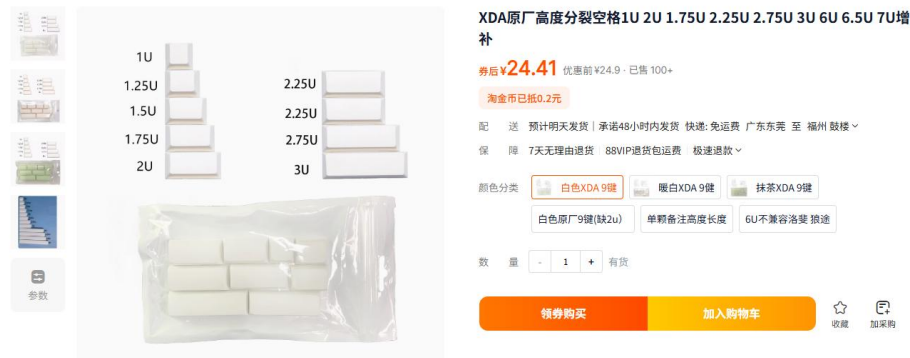 XDA原厂高度分裂空格1U 2U 1.75U 2.25U 2.75U 3U 6U 6.5U 7U增
补
券后¥24.41 优惠前¥24.9 · 已售 100+
淘金币已抵0.2元
配 送 预计明天发货 | 承诺48小时内发货 快递: 免运费 广东东莞 至 福州 鼓楼
保 障 7天无理由退货 88VIP退货包运费 极速退款
颜色分类 白色XDA 9键 暖白XDA 9健 抹茶XDA 9键
白色原厂9键(缺2u) 单颗备注高度长度 6U不兼容洛斐 狼途
数 量 - 1 + 有货
领券购买 加入购物车 收藏 加采购
参数
1U
1.25U
1.5U
1.75U
2U
2.25U
2.25U
2.75U
3U